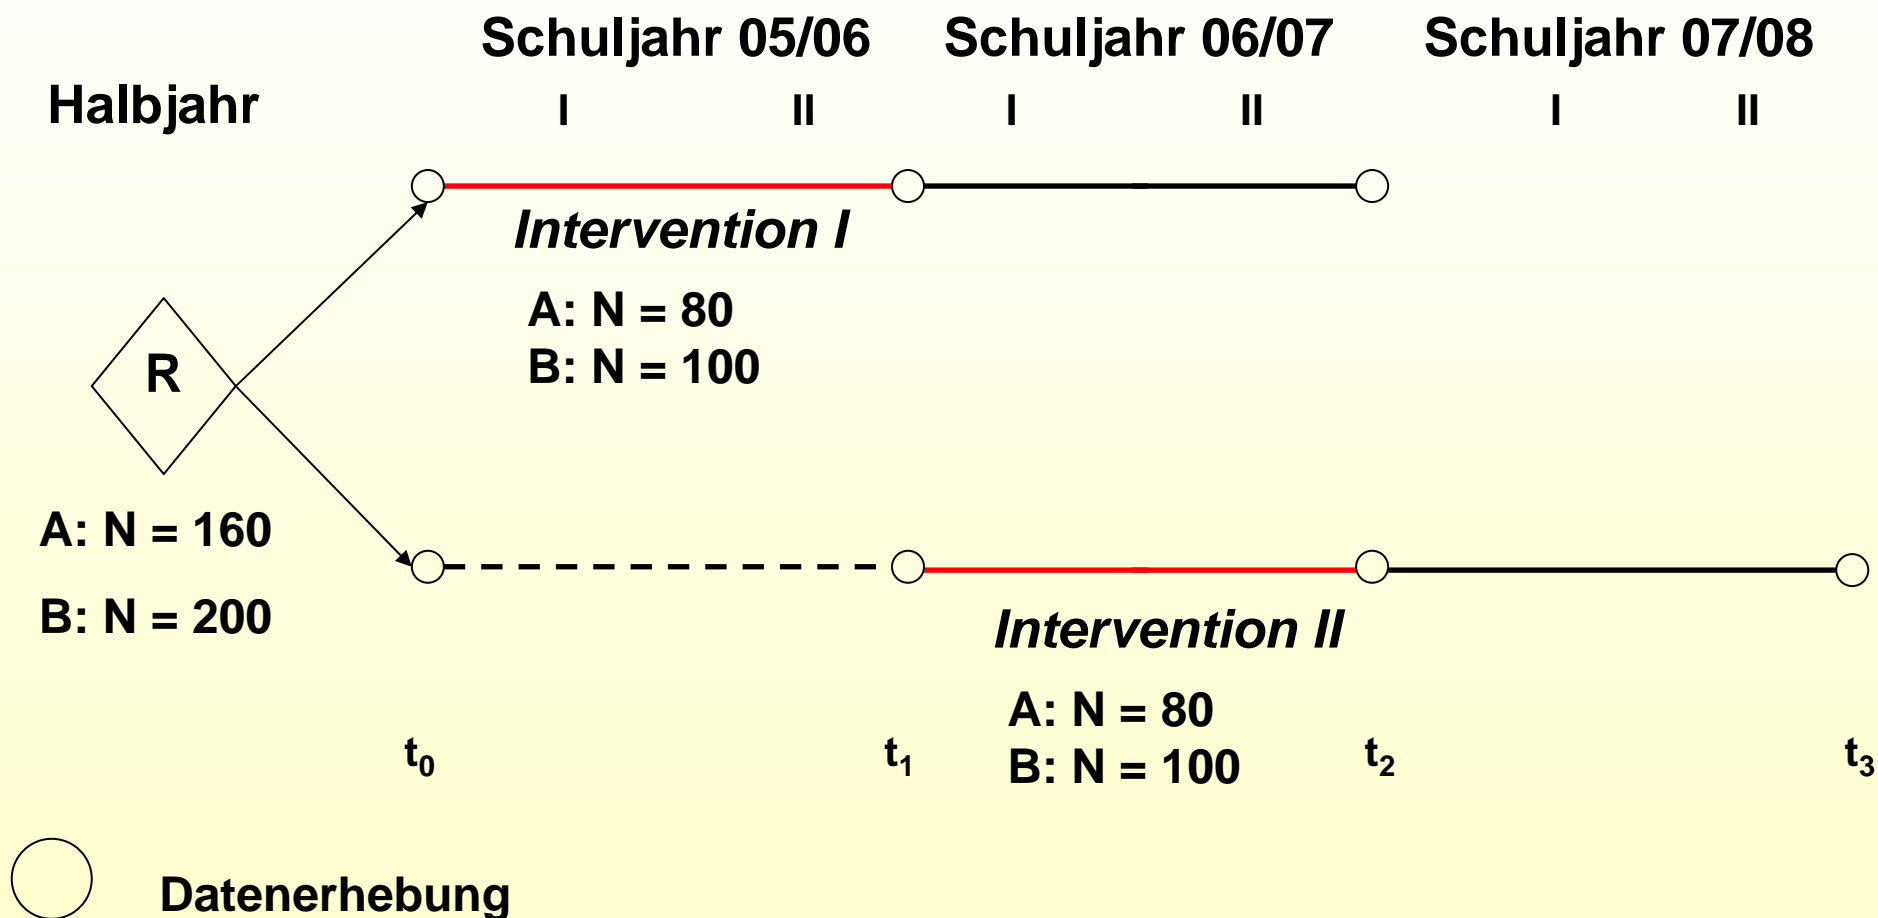 Schuljahr 05/06 Schuljahr 06/07 Schuljahr 07/08
Halbjahr I II I II I II
Intervention I
A: N = 80
B: N = 100
R
A: N = 160
B: N = 200
Intervention II
A: N = 80
B: N = 100
t₀ t₁ t₂ t₃
Datenerhebung